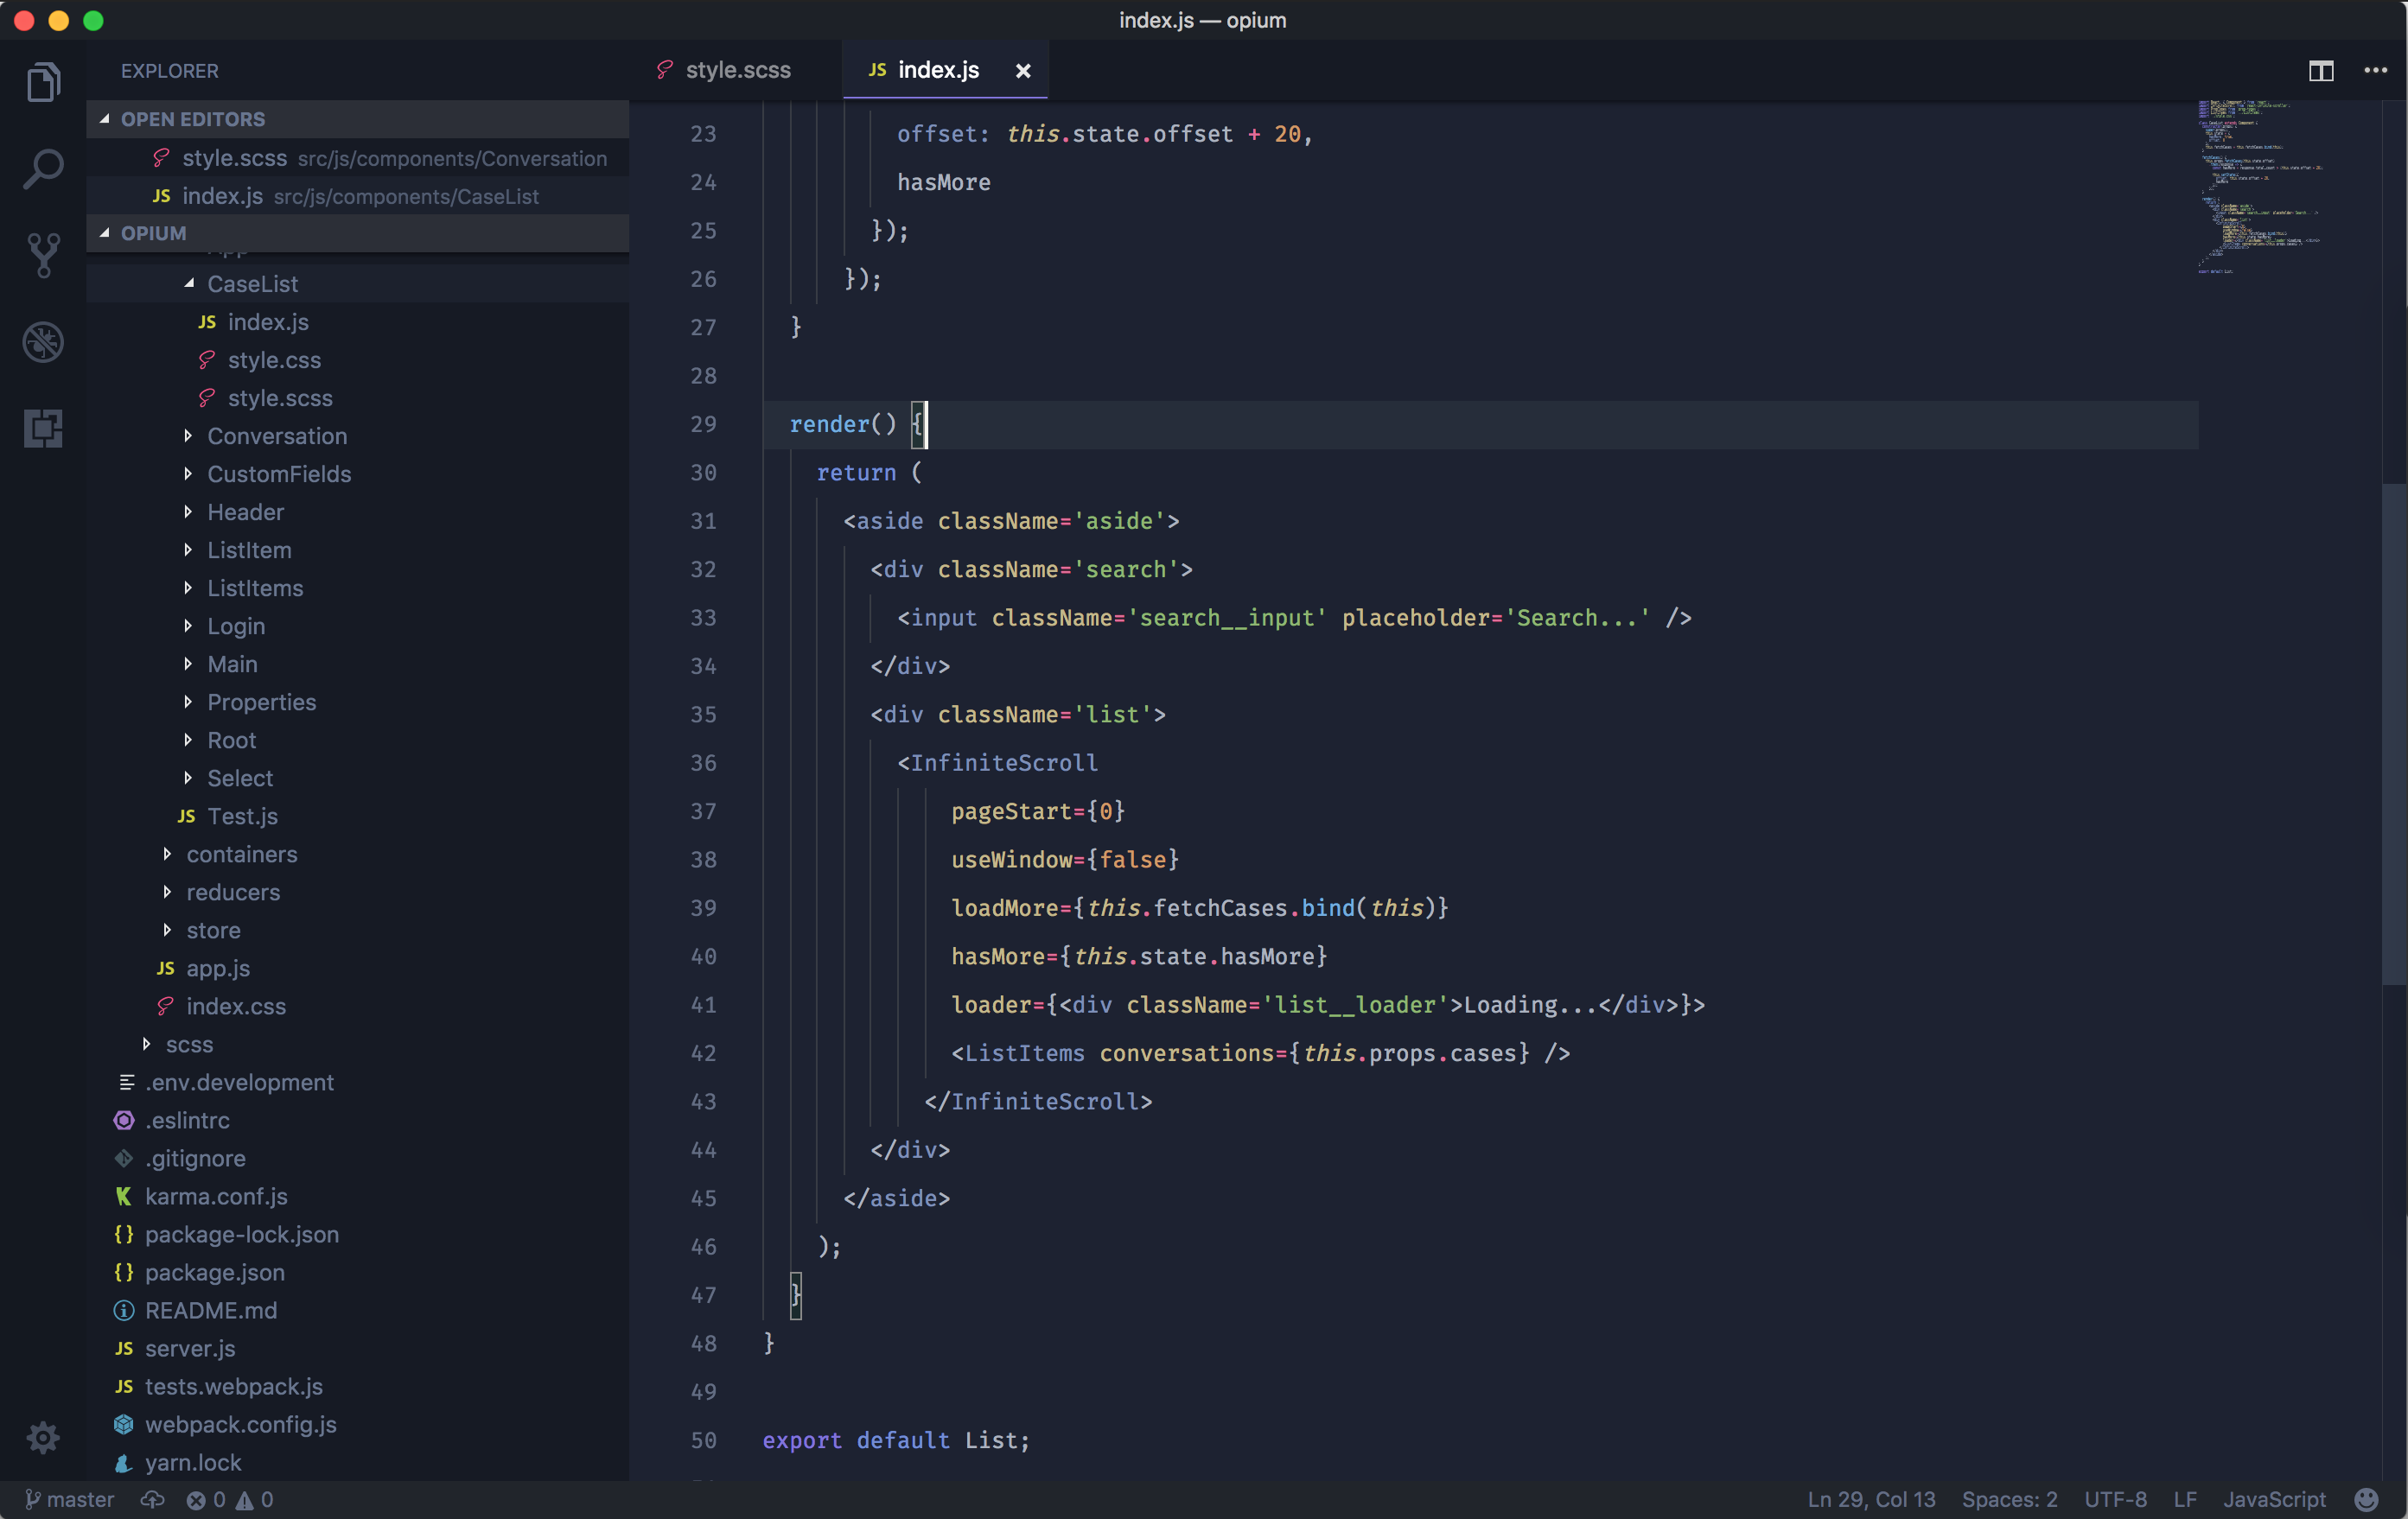 index.js — opium
EXPLORER
OPEN EDITORS
style.scss src/js/components/Conversation
JS index.js src/js/components/CaseList
OPIUM
App
CaseList
JS index.js
style.css
style.scss
Conversation
CustomFields
Header
ListItem
ListItems
Login
Main
Properties
Root
Select
JS Test.js
containers
reducers
store
JS app.js
index.css
scss
.env.development
.eslintrc
.gitignore
K karma.conf.js
{} package-lock.json
{} package.json
README.md
JS server.js
JS tests.webpack.js
webpack.config.js
yarn.lock
style.scss
JS index.js ×
23 offset: this.state.offset + 20,
24 hasMore
25 });
26 });
27 }
28
29 render() {
30 return (
31 <aside className='aside'>
32 <div className='search'>
33 <input className='search__input' placeholder='Search...' />
34 </div>
35 <div className='list'>
36 <InfiniteScroll
37 pageStart={0}
38 useWindow={false}
39 loadMore={this.fetchCases.bind(this)}
40 hasMore={this.state.hasMore}
41 loader={<div className='list__loader'>Loading...</div>}>
42 <ListItems conversations={this.props.cases} />
43 </InfiniteScroll>
44 </div>
45 </aside>
46 );
47 }
48 }
49
50 export default List;
master 0 0
Ln 29, Col 13 Spaces: 2 UTF-8 LF JavaScript